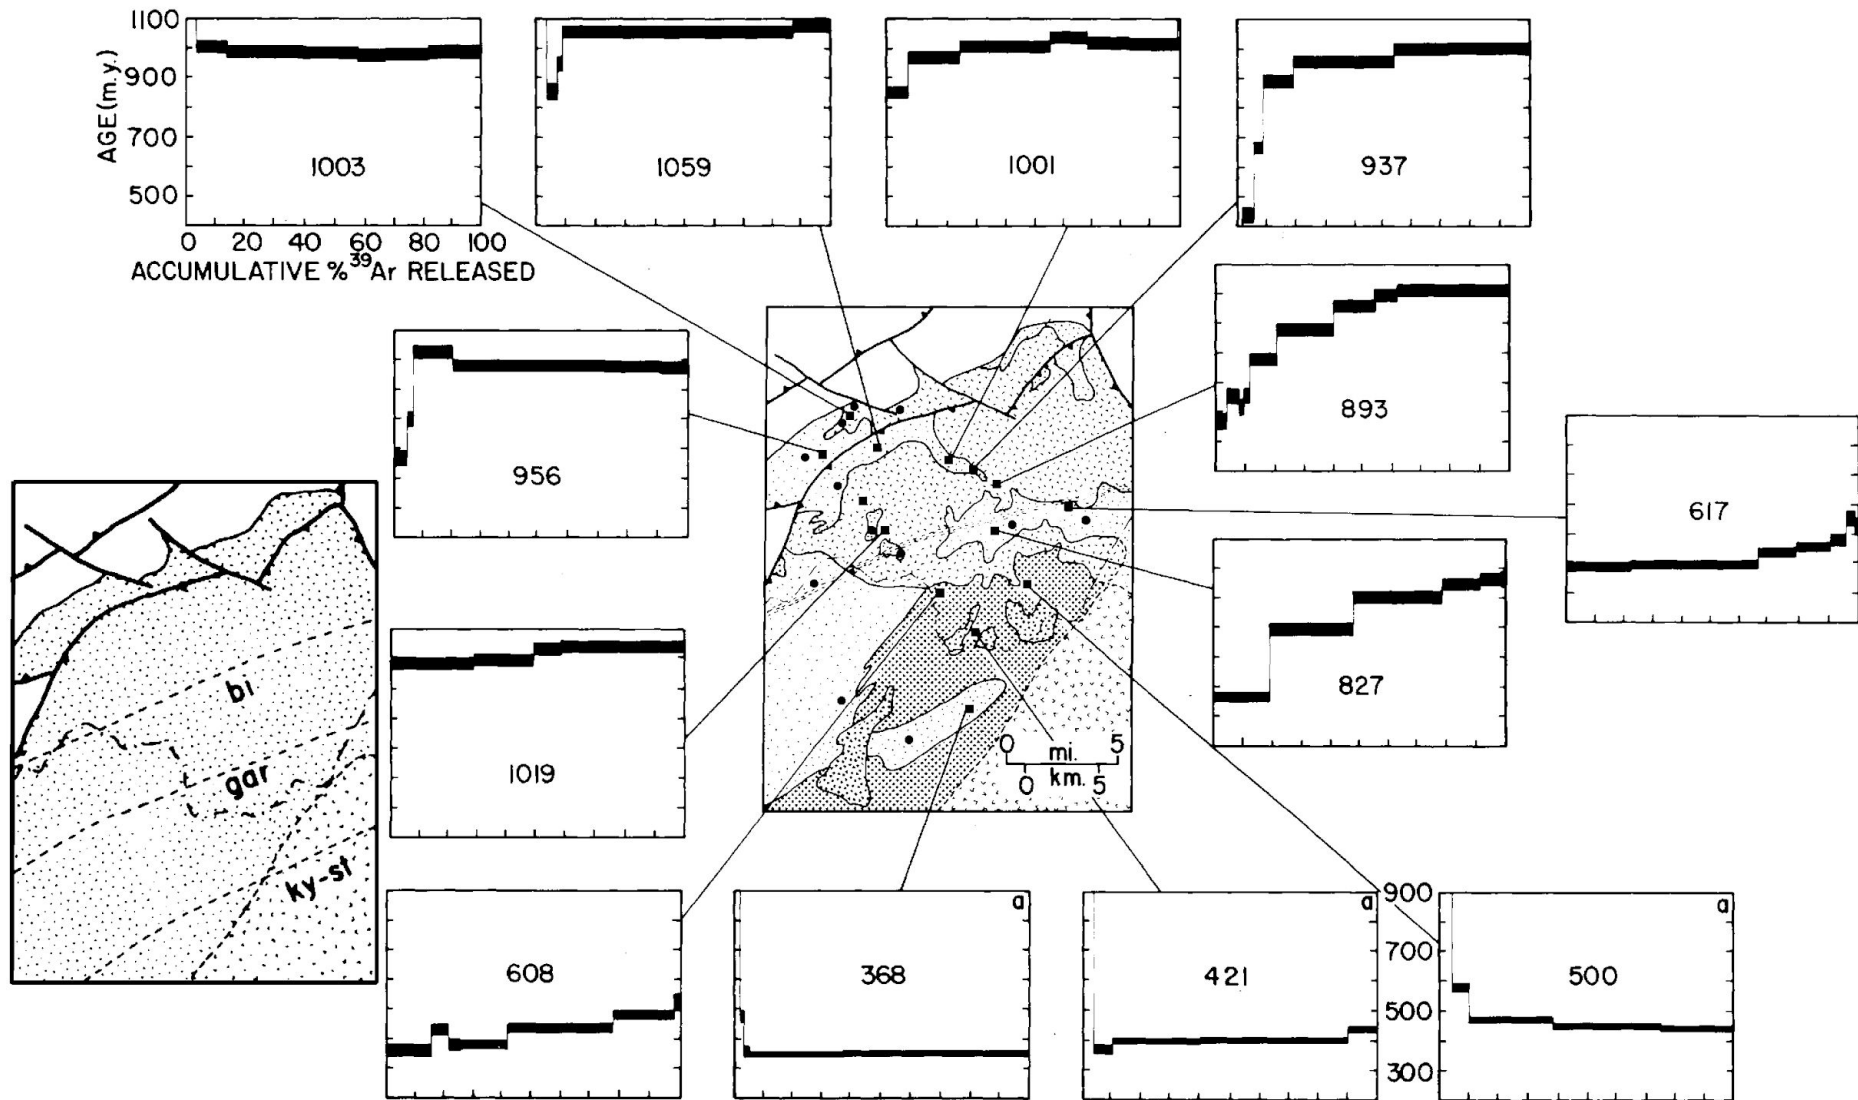 1100
900
700
500
AGE (m.y.)
1003
0 20 40 60 80 100
ACCUMULATIVE % ³⁹Ar RELEASED
1059
1001
937
956
893
617
827
1019
bi
gar
ky-st
0 mi. 5
0 km. 5
608
a
368
a
421
900
700
500
300
a
500